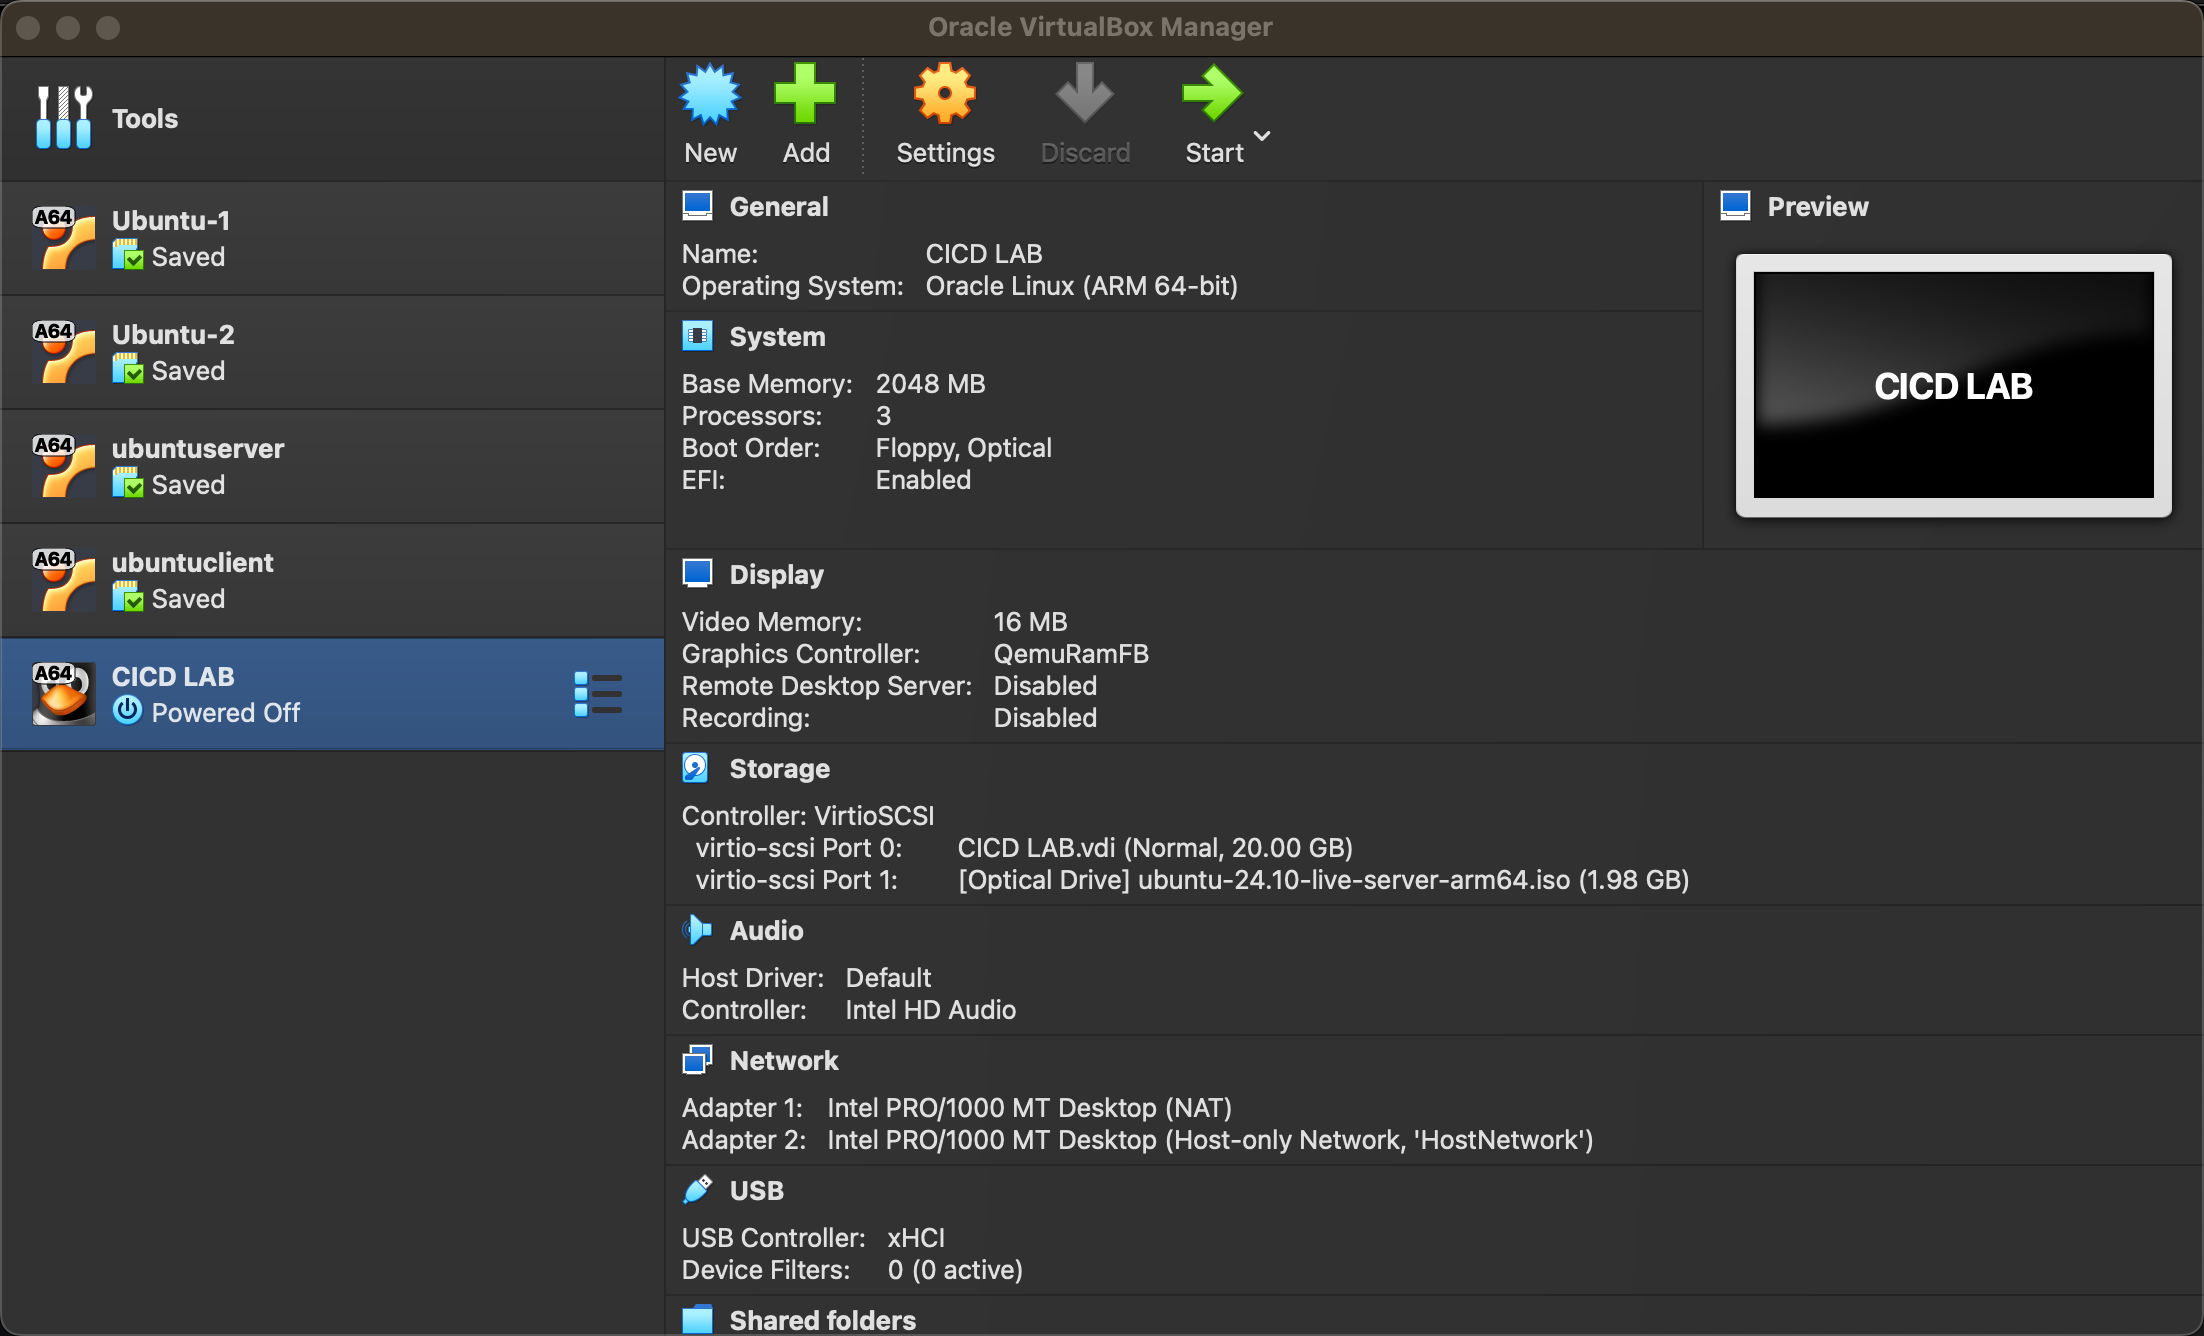 Oracle VirtualBox Manager
Tools
New
Add
Settings
Discard
Start
A64
Ubuntu-1
Saved
A64
Ubuntu-2
Saved
A64
ubuntuserver
Saved
A64
ubuntuclient
Saved
A64
CICD LAB
Powered Off
General
Name: CICD LAB
Operating System: Oracle Linux (ARM 64-bit)
System
Base Memory: 2048 MB
Processors: 3
Boot Order: Floppy, Optical
EFI: Enabled
Preview
CICD LAB
Display
Video Memory: 16 MB
Graphics Controller: QemuRamFB
Remote Desktop Server: Disabled
Recording: Disabled
Storage
Controller: VirtioSCSI
virtio-scsi Port 0: CICD LAB.vdi (Normal, 20.00 GB)
virtio-scsi Port 1: [Optical Drive] ubuntu-24.10-live-server-arm64.iso (1.98 GB)
Audio
Host Driver: Default
Controller: Intel HD Audio
Network
Adapter 1: Intel PRO/1000 MT Desktop (NAT)
Adapter 2: Intel PRO/1000 MT Desktop (Host-only Network, 'HostNetwork')
USB
USB Controller: xHCI
Device Filters: 0 (0 active)
Shared folders